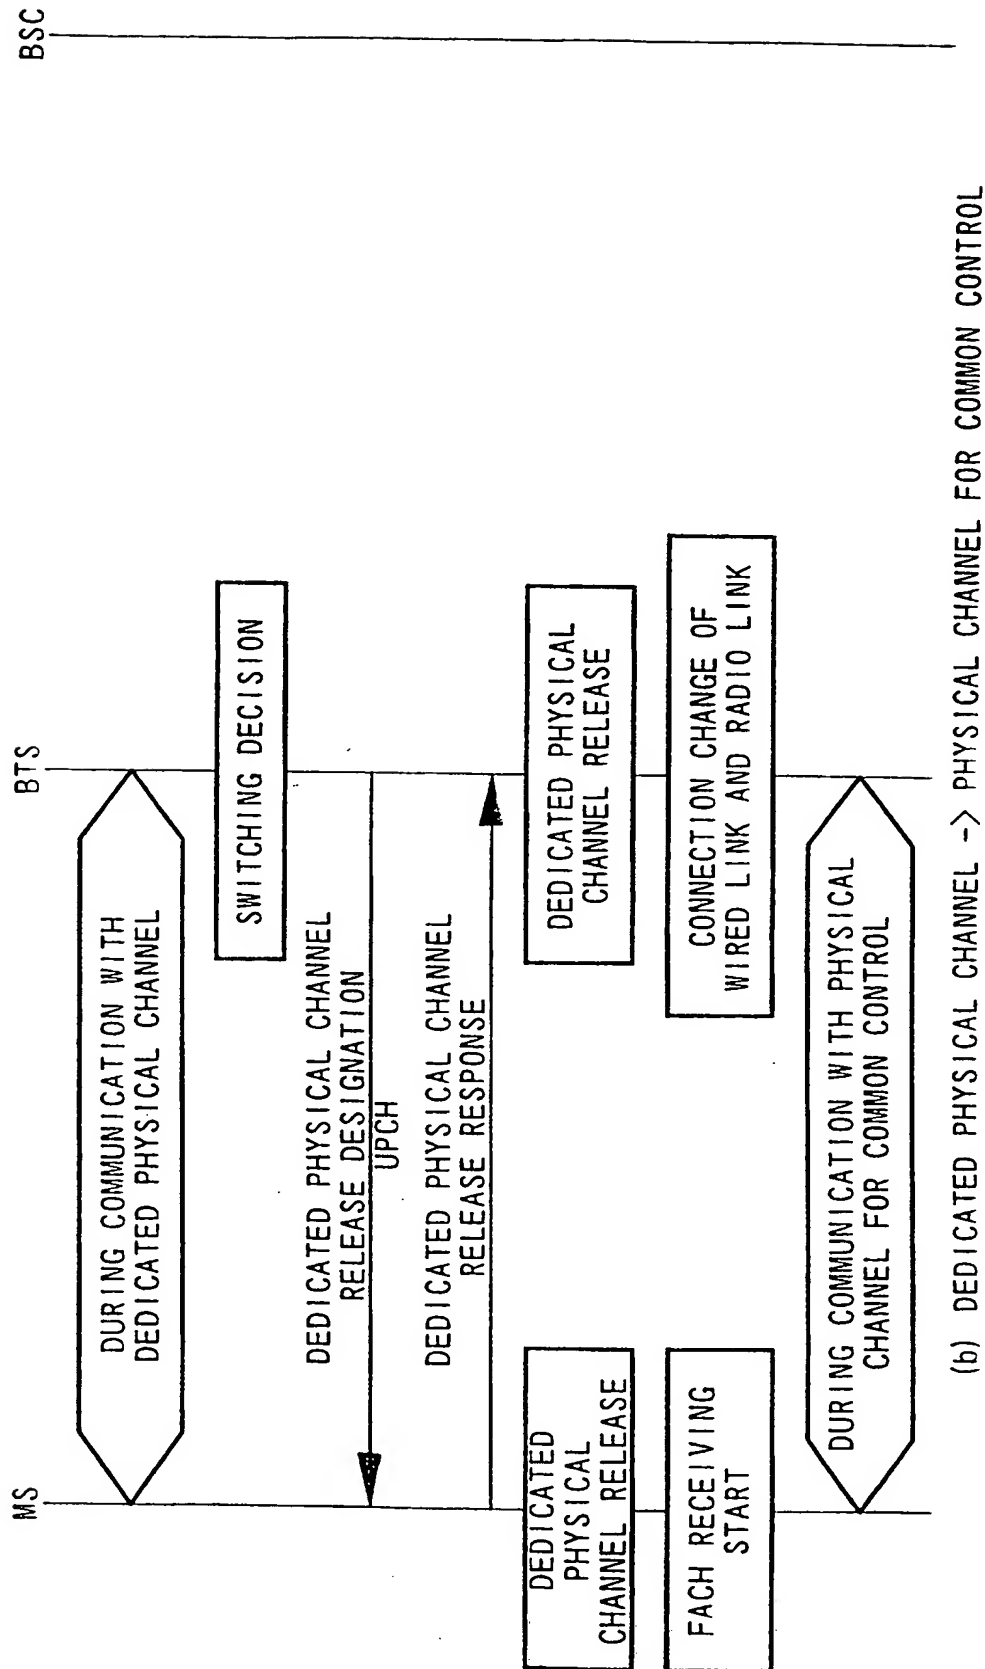 MS
BTS
BSC
DURING COMMUNICATION WITH
DEDICATED PHYSICAL CHANNEL
SWITCHING DECISION
DEDICATED PHYSICAL CHANNEL
RELEASE DESIGNATION
UPCH
DEDICATED PHYSICAL CHANNEL
RELEASE RESPONSE
DEDICATED
PHYSICAL
CHANNEL RELEASE
DEDICATED PHYSICAL
CHANNEL RELEASE
FACH RECEIVING
START
CONNECTION CHANGE OF
WIRED LINK AND RADIO LINK
DURING COMMUNICATION WITH PHYSICAL
CHANNEL FOR COMMON CONTROL
(b) DEDICATED PHYSICAL CHANNEL -> PHYSICAL CHANNEL FOR COMMON CONTROL